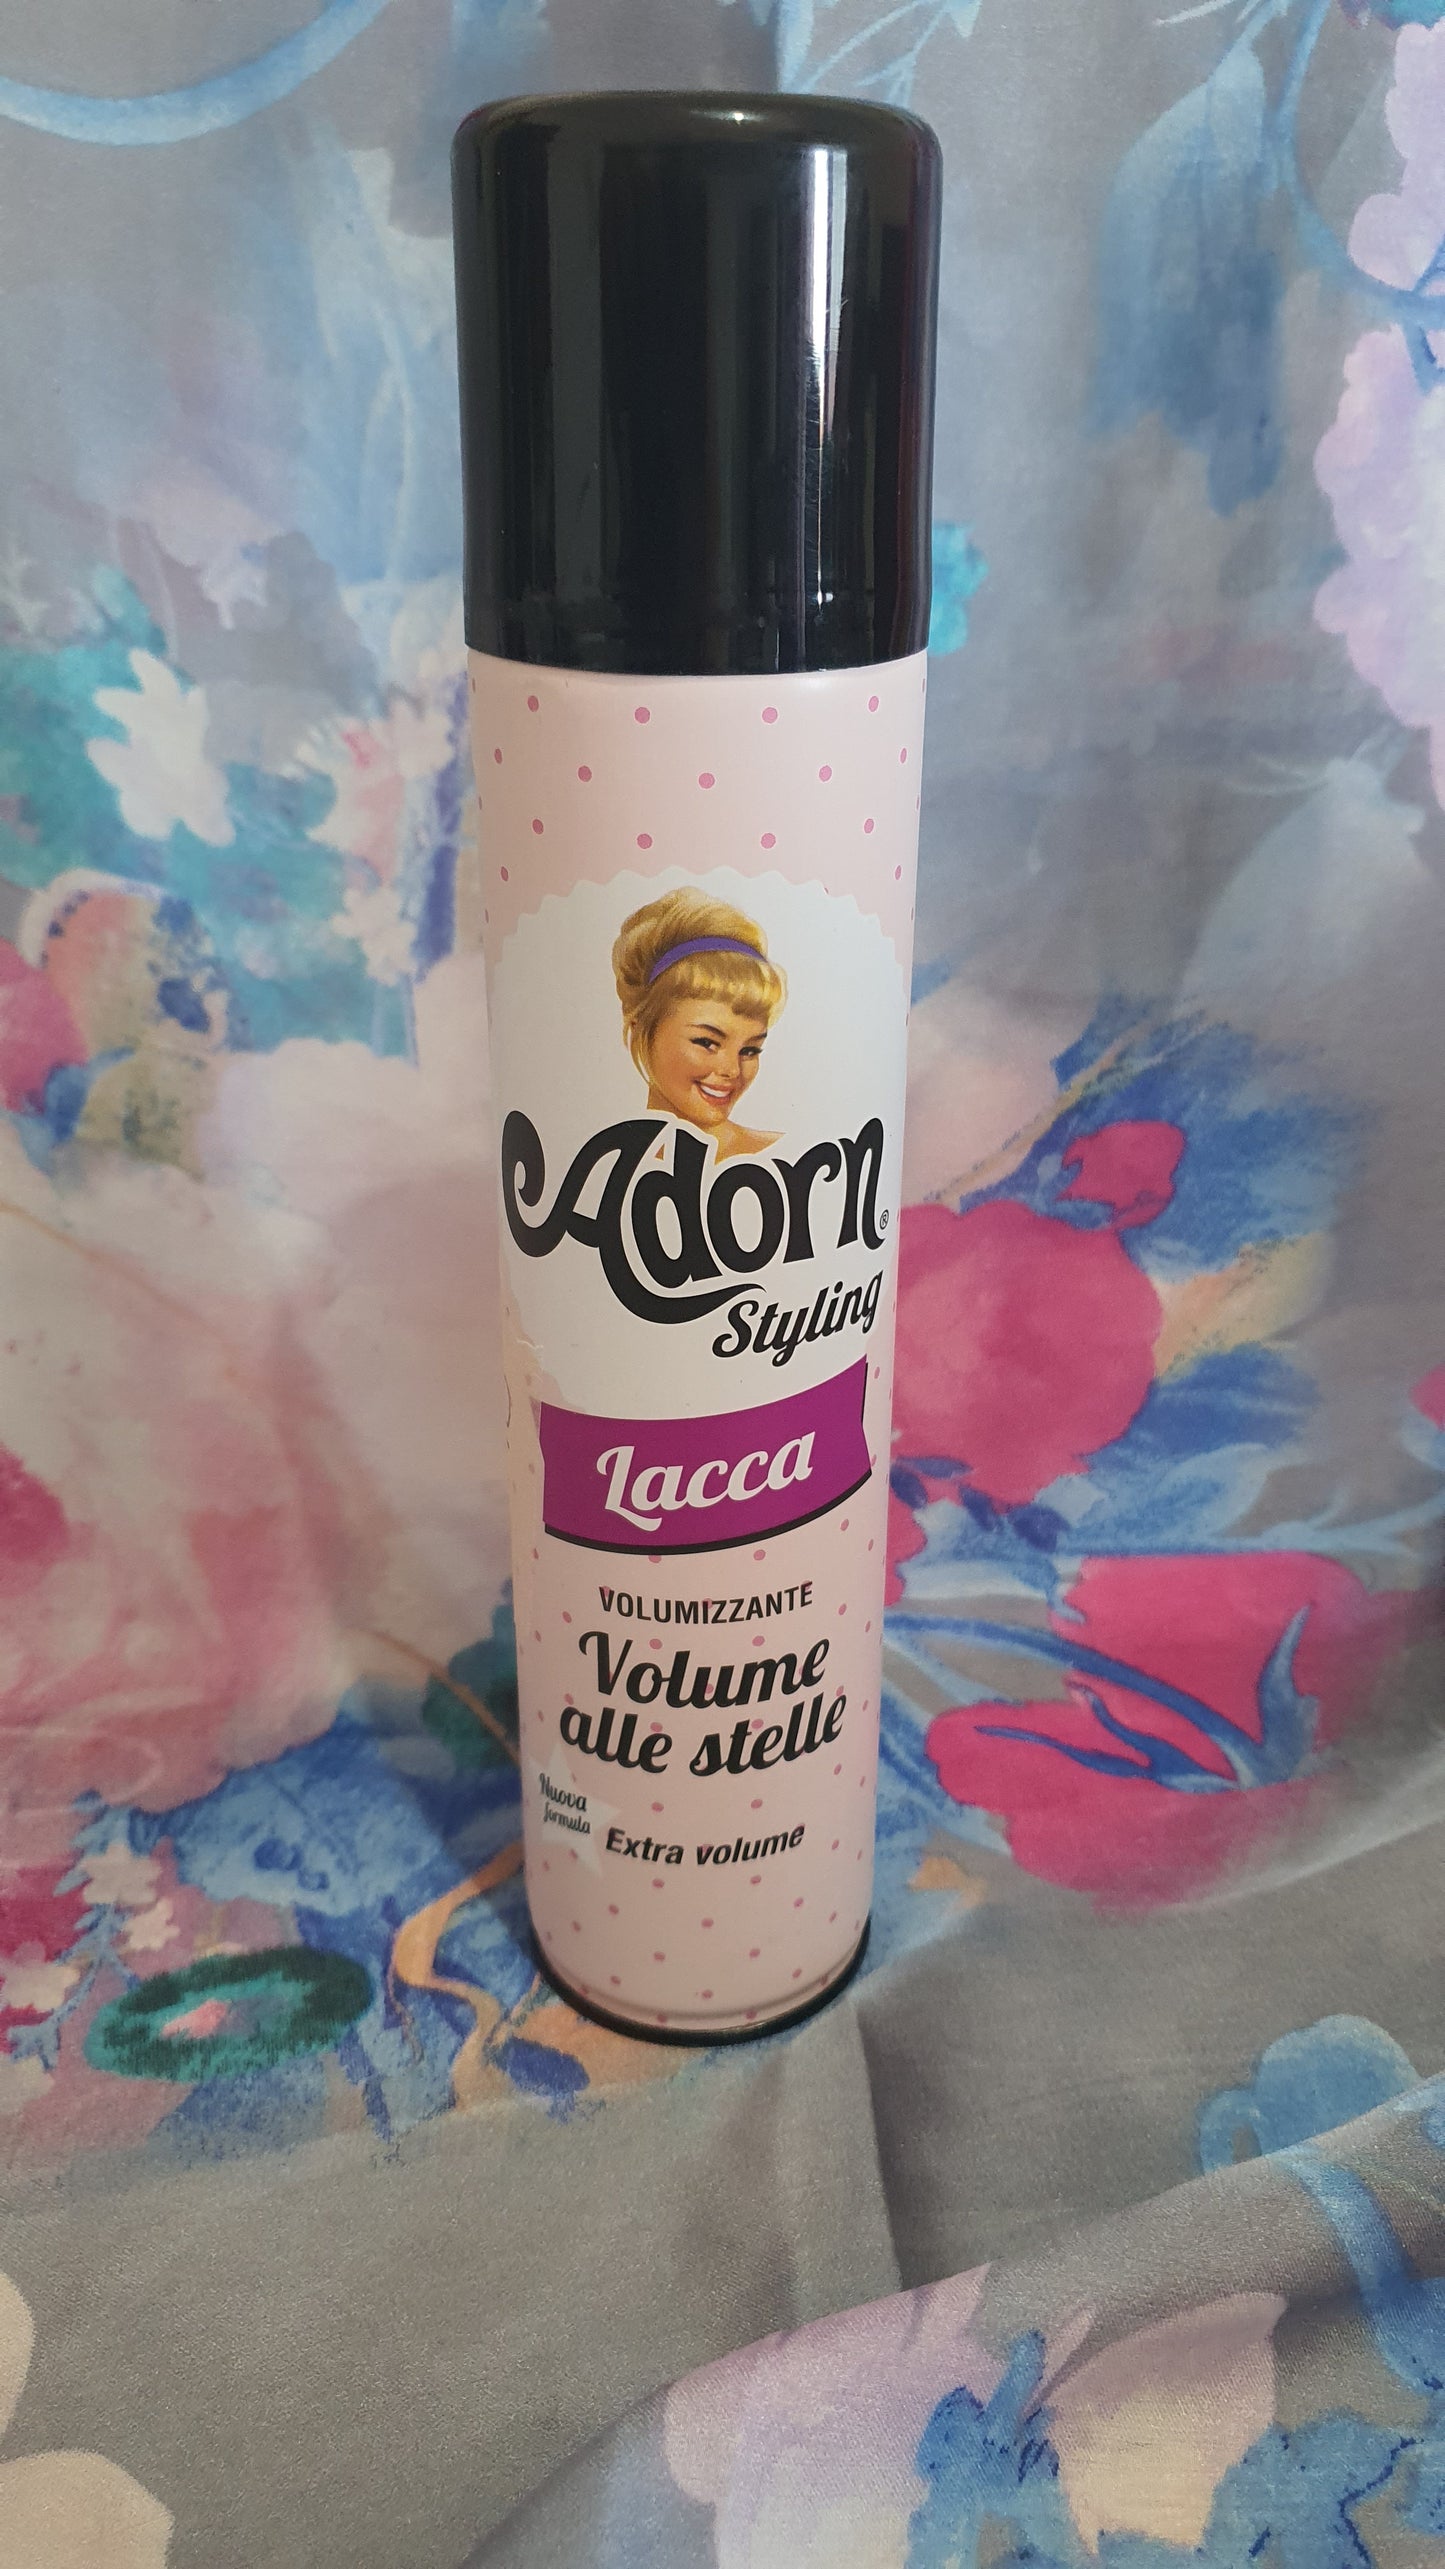 Adorn®
Styling
Lacca
VOLUMIZZANTE
Volume
alle stelle
Nuova
formula
Extra volume